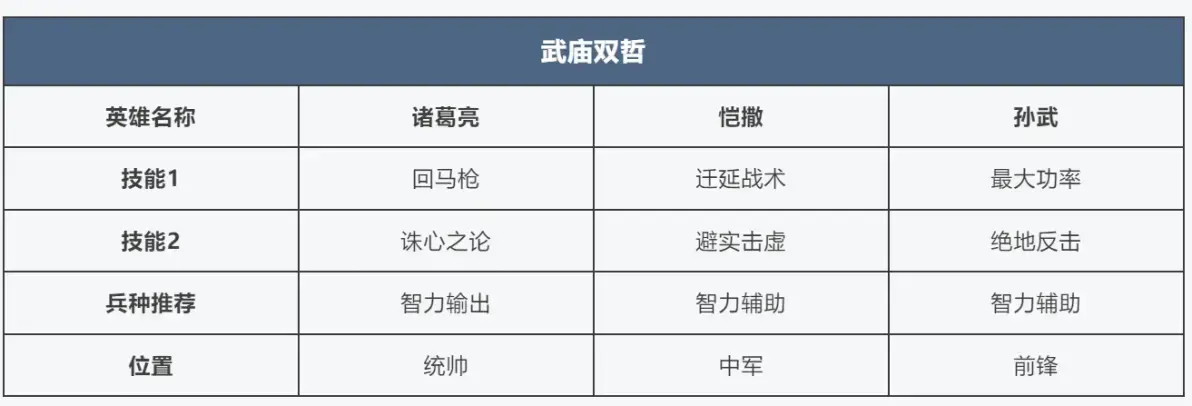 武庙双哲
英雄名称 诸葛亮 恺撒 孙武
技能1 回马枪 迁延战术 最大功率
技能2 诛心之论 避实击虚 绝地反击
兵种推荐 智力输出 智力辅助 智力辅助
位置 统帅 中军 前锋